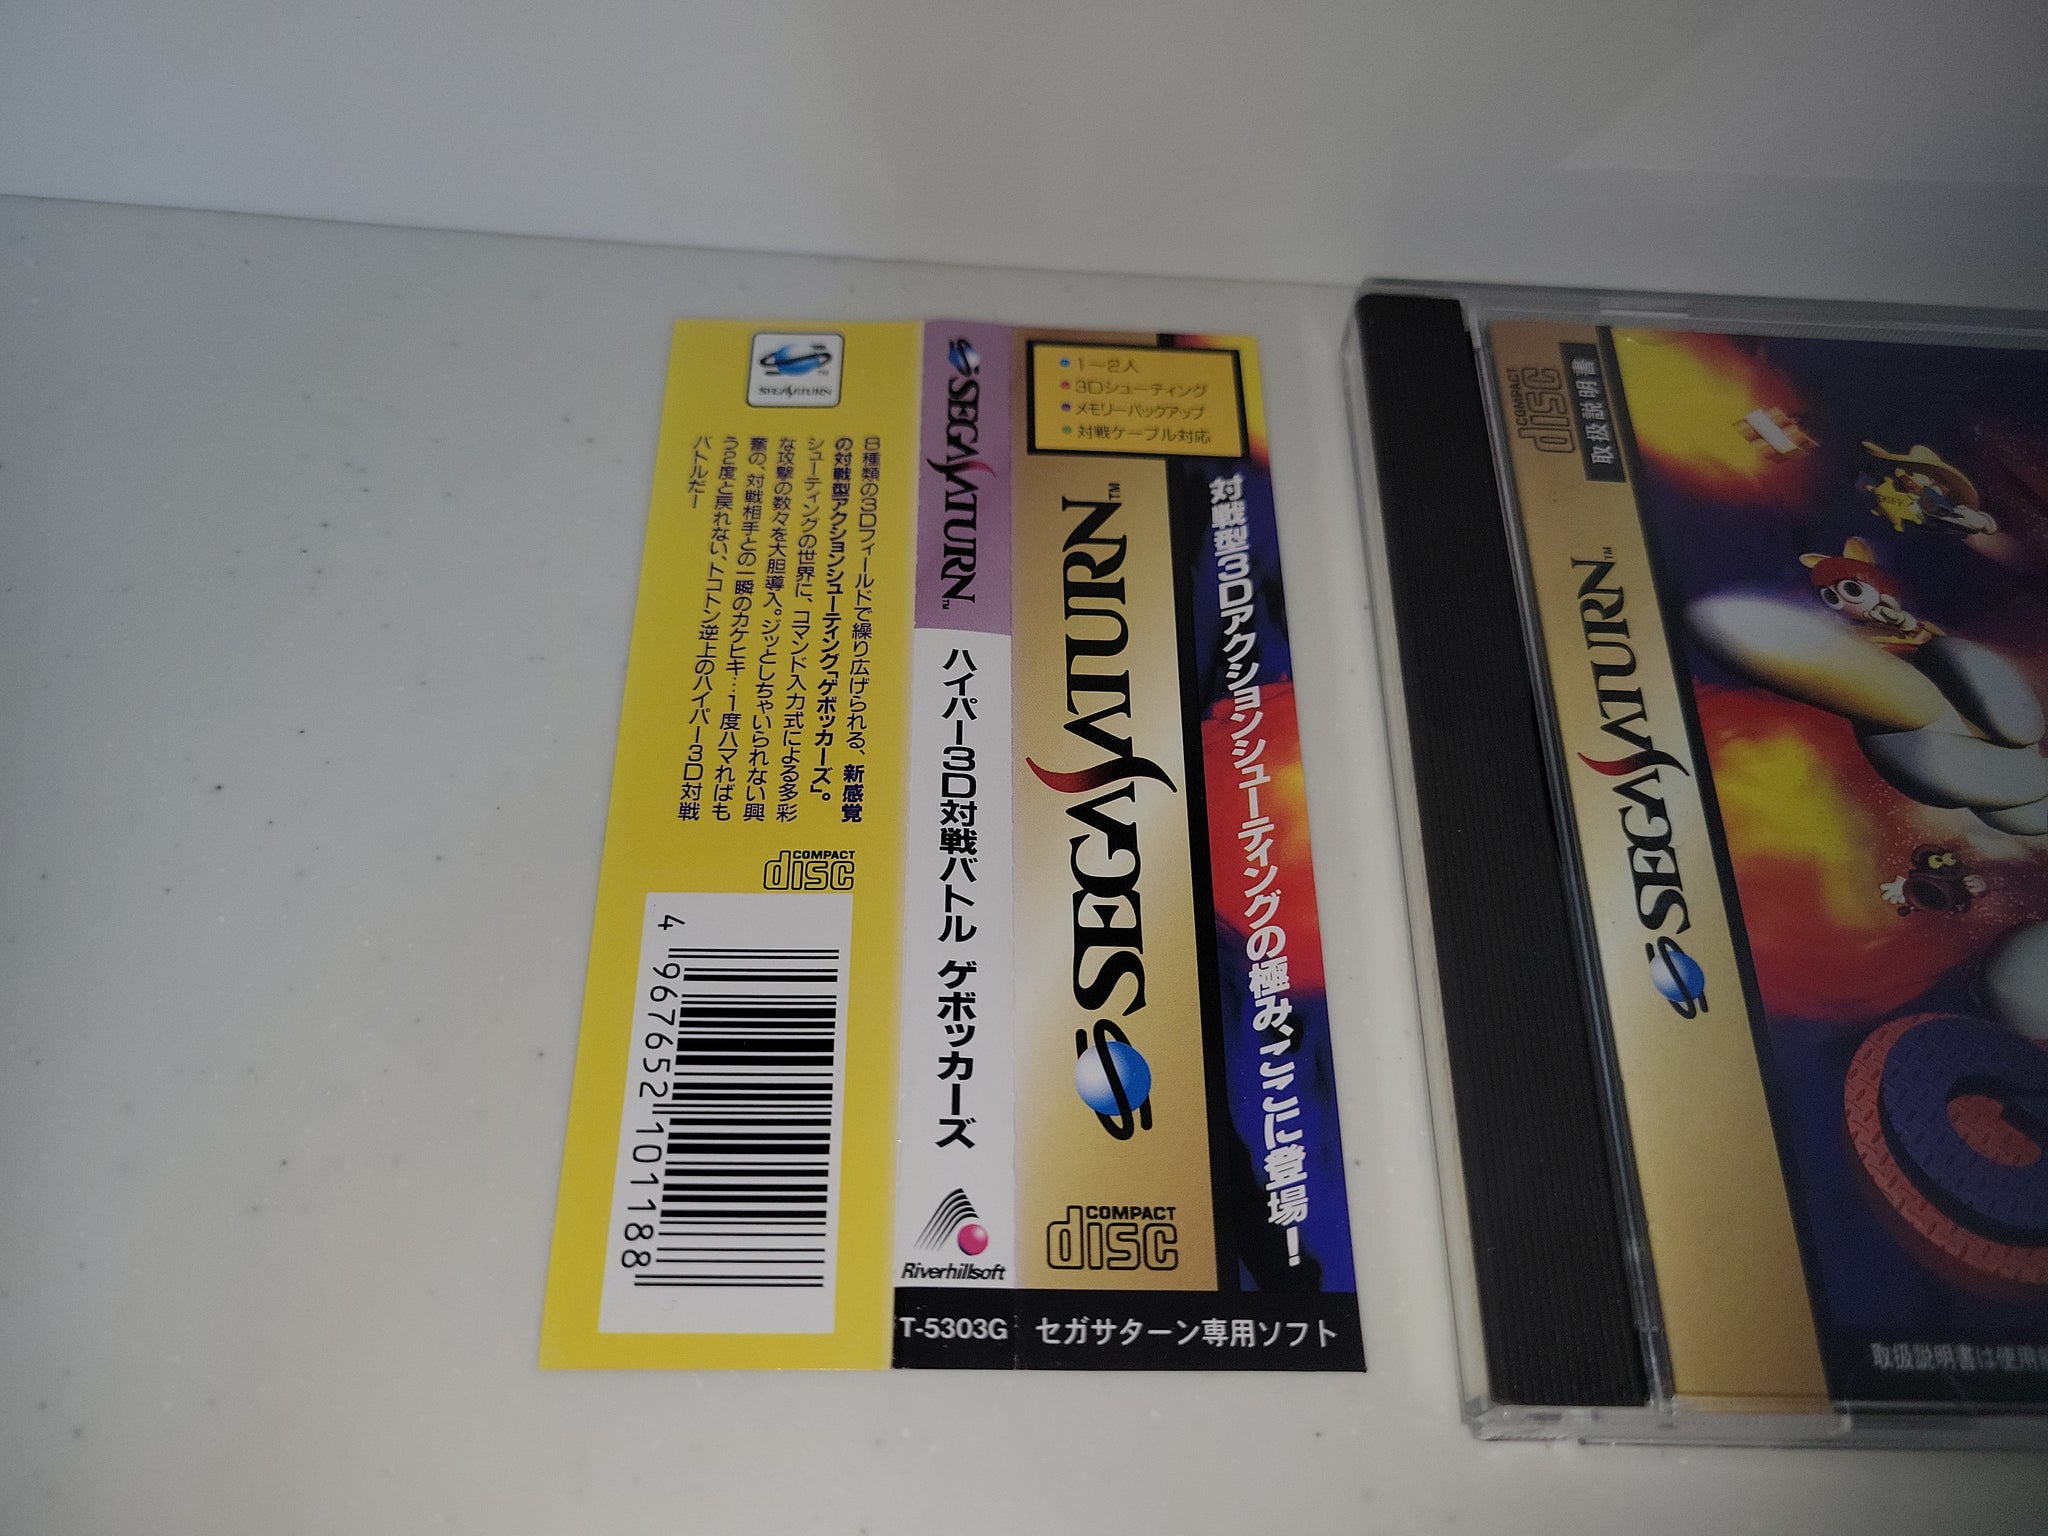 SEGA SATURN
8種類の3Dフィールドで繰り広げられる、新感覚
の対戦型アクションシューティング「ゲボッカーズ」。
シューティングの世界に、コマンド入力式による多彩
な攻撃の数々を大胆導入。ジッとしちゃいられない興
奮の、対戦相手との一瞬のカケヒキ…1度ハマればも
う2度と戻れない、トコトン逆上のハイパー3D対戦
バトルだー
COMPACT
disc
4 967652 101188
SEGA SATURN™
ハイパー3D対戦バトル ゲボッカーズ
Riverhillsoft
T-5303G
1〜2人
3Dシューティング
メモリーバックアップ
対戦ケーブル対応
SEGA SATURN™
COMPACT
disc
対戦型3Dアクションシューティングの極み、ここに登場!
セガサターン専用ソフト
COMPACT
disc
取扱説明書
SEGA SATURN™
取扱説明書は使用前